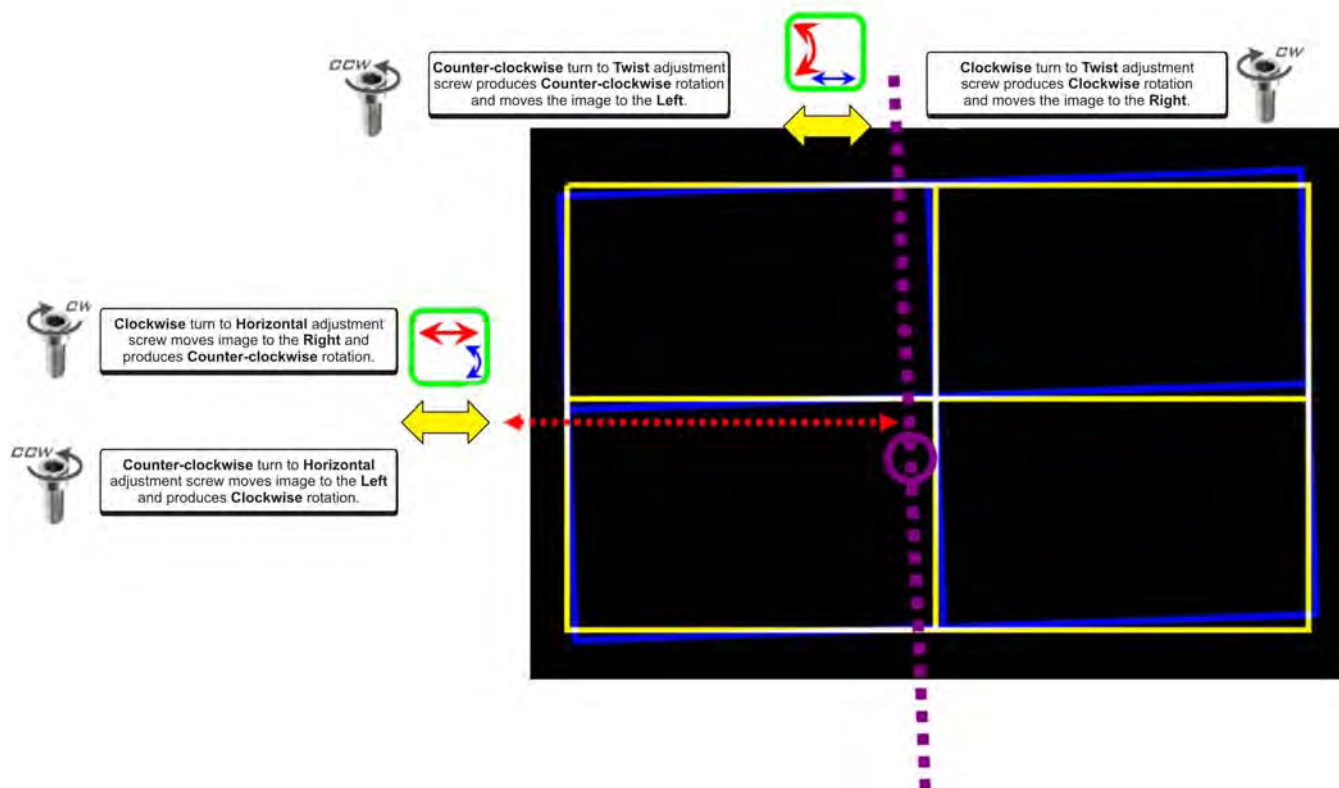 CCW
Counter-clockwise turn to Twist adjustment
screw produces Counter-clockwise rotation
and moves the image to the Left.
Clockwise turn to Twist adjustment
screw produces Clockwise rotation
and moves the image to the Right.
CW
CW
Clockwise turn to Horizontal adjustment
screw moves image to the Right and
produces Counter-clockwise rotation.
CCW
Counter-clockwise turn to Horizontal
adjustment screw moves image to the Left
and produces Clockwise rotation.